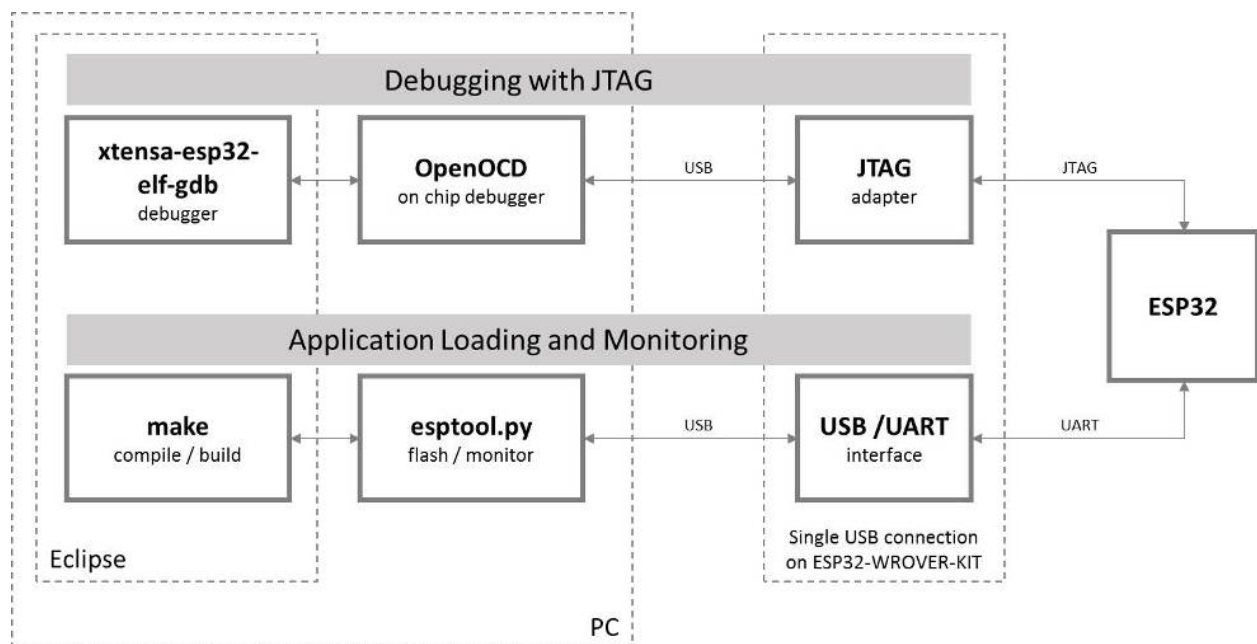 Debugging with JTAG
xtensa-esp32-
elf-gdb
debugger
OpenOCD
on chip debugger
USB
JTAG
adapter
JTAG
ESP32
Application Loading and Monitoring
make
compile / build
esptool.py
flash / monitor
USB
USB /UART
interface
UART
Eclipse
Single USB connection
on ESP32-WROVER-KIT
PC